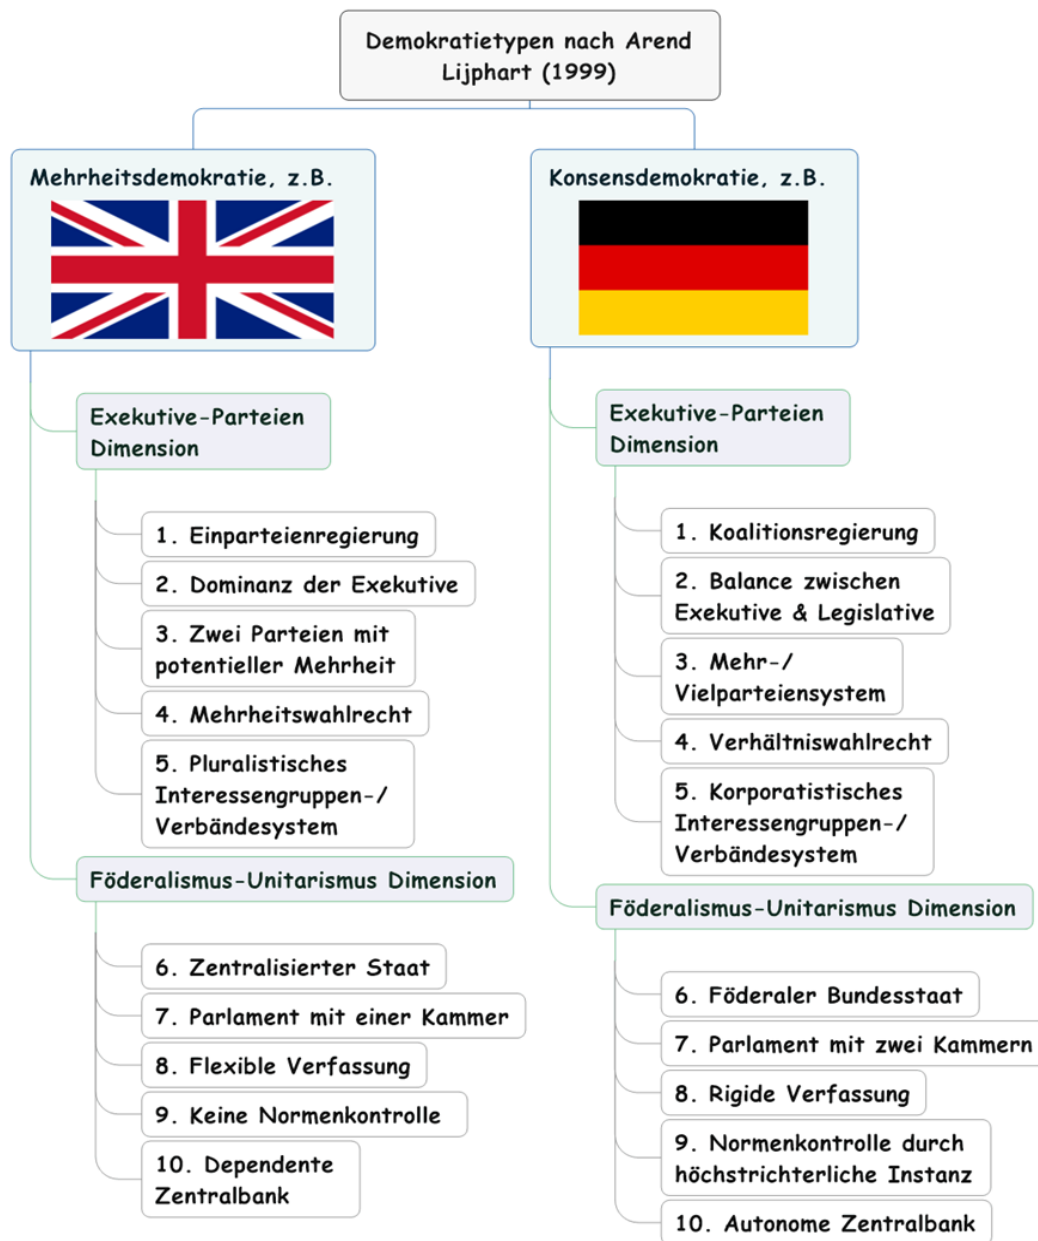 Demokratietypen nach Arend
Lijphart (1999)
Mehrheitsdemokratie, z.B.
Exekutive-Parteien
Dimension
1. Einparteienregierung
2. Dominanz der Exekutive
3. Zwei Parteien mit
potentieller Mehrheit
4. Mehrheitswahlrecht
5. Pluralistisches
Interessengruppen-/
Verbändesystem
Föderalismus-Unitarismus Dimension
6. Zentralisierter Staat
7. Parlament mit einer Kammer
8. Flexible Verfassung
9. Keine Normenkontrolle
10. Dependente
Zentralbank
Konsensdemokratie, z.B.
Exekutive-Parteien
Dimension
1. Koalitionsregierung
2. Balance zwischen
Exekutive & Legislative
3. Mehr-/
Vielparteiensystem
4. Verhältniswahlrecht
5. Korporatistisches
Interessengruppen-/
Verbändesystem
Föderalismus-Unitarismus Dimension
6. Föderaler Bundesstaat
7. Parlament mit zwei Kammern
8. Rigide Verfassung
9. Normenkontrolle durch
höchstrichterliche Instanz
10. Autonome Zentralbank